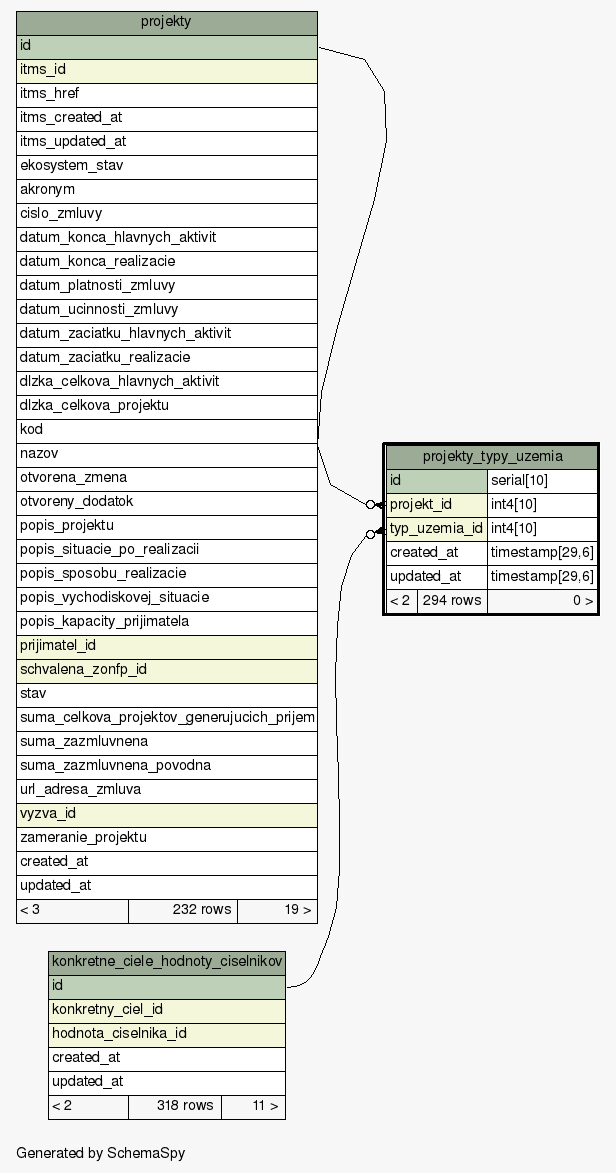 projekty
id
itms_id
itms_href
itms_created_at
itms_updated_at
ekosystem_stav
akronym
cislo_zmluvy
datum_konca_hlavnych_aktivit
datum_konca_realizacie
datum_platnosti_zmluvy
datum_ucinnosti_zmluvy
datum_zaciatku_hlavnych_aktivit
datum_zaciatku_realizacie
dlzka_celkova_hlavnych_aktivit
dlzka_celkova_projektu
kod
nazov
otvorena_zmena
otvoreny_dodatok
popis_projektu
popis_situacie_po_realizacii
popis_sposobu_realizacie
popis_vychodiskovej_situacie
popis_kapacity_prijimatela
prijimatel_id
schvalena_zonfp_id
stav
suma_celkova_projektov_generujucich_prijem
suma_zazmluvnena
suma_zazmluvnena_povodna
url_adresa_zmluva
vyzva_id
zameranie_projektu
created_at
updated_at
< 3 232 rows 19 >
projekty_typy_uzemia
id serial[10]
projekt_id int4[10]
typ_uzemia_id int4[10]
created_at timestamp[29,6]
updated_at timestamp[29,6]
< 2 294 rows 0 >
konkretne_ciele_hodnoty_ciselnikov
id
konkretny_ciel_id
hodnota_ciselnika_id
created_at
updated_at
< 2 318 rows 11 >
Generated by SchemaSpy